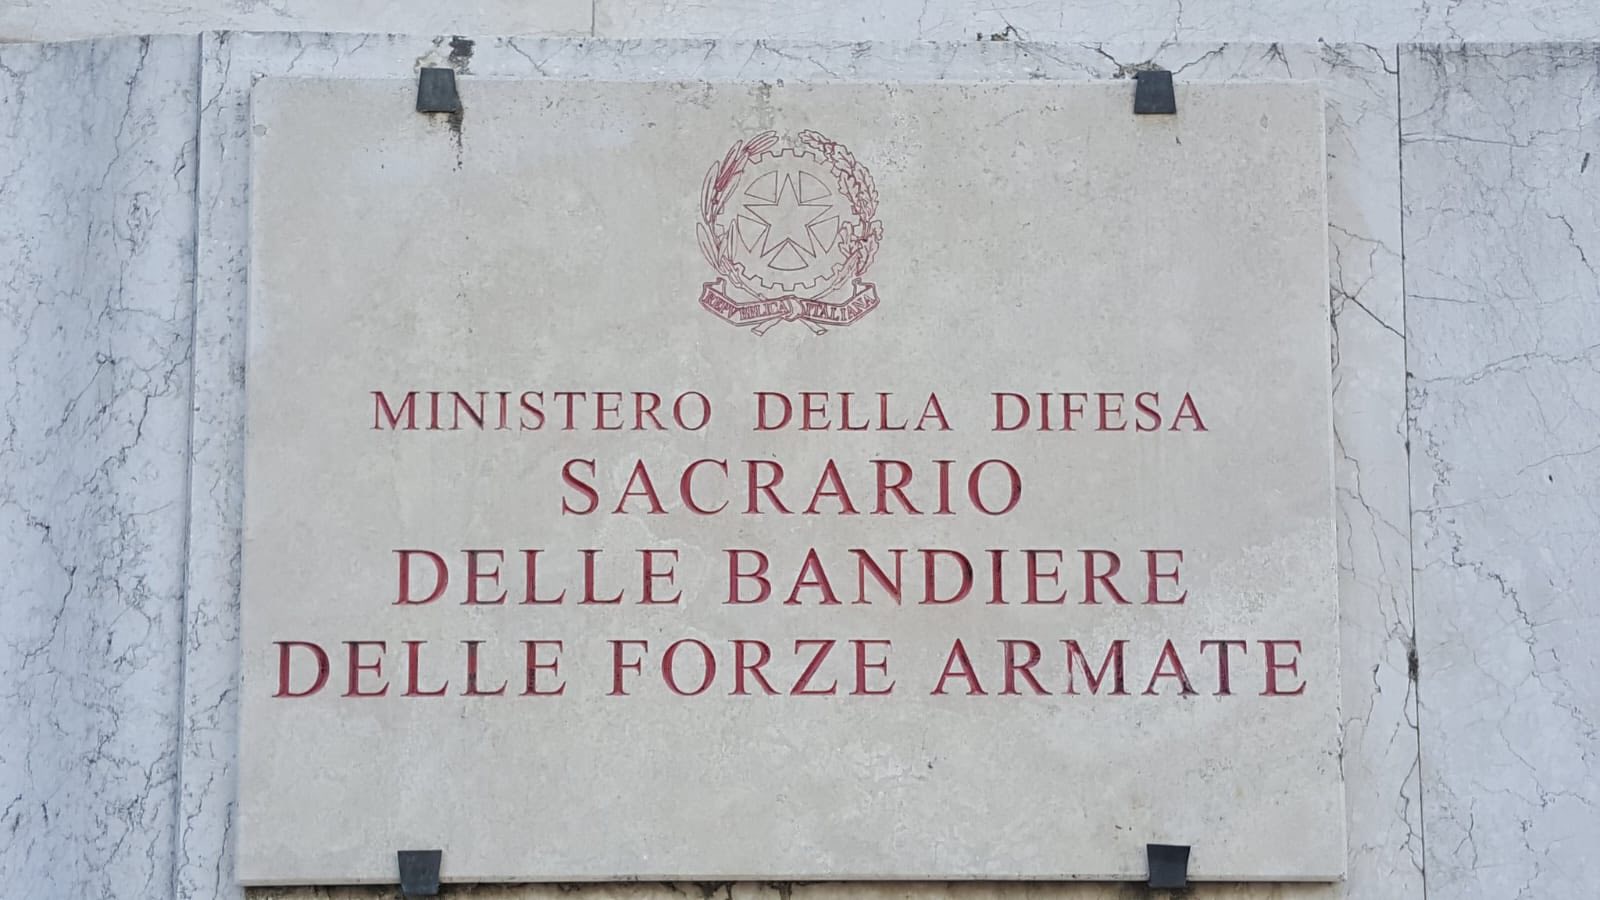 REPVBBLICA ITALIANA
MINISTERO DELLA DIFESA
SACRARIO
DELLE BANDIERE
DELLE FORZE ARMATE